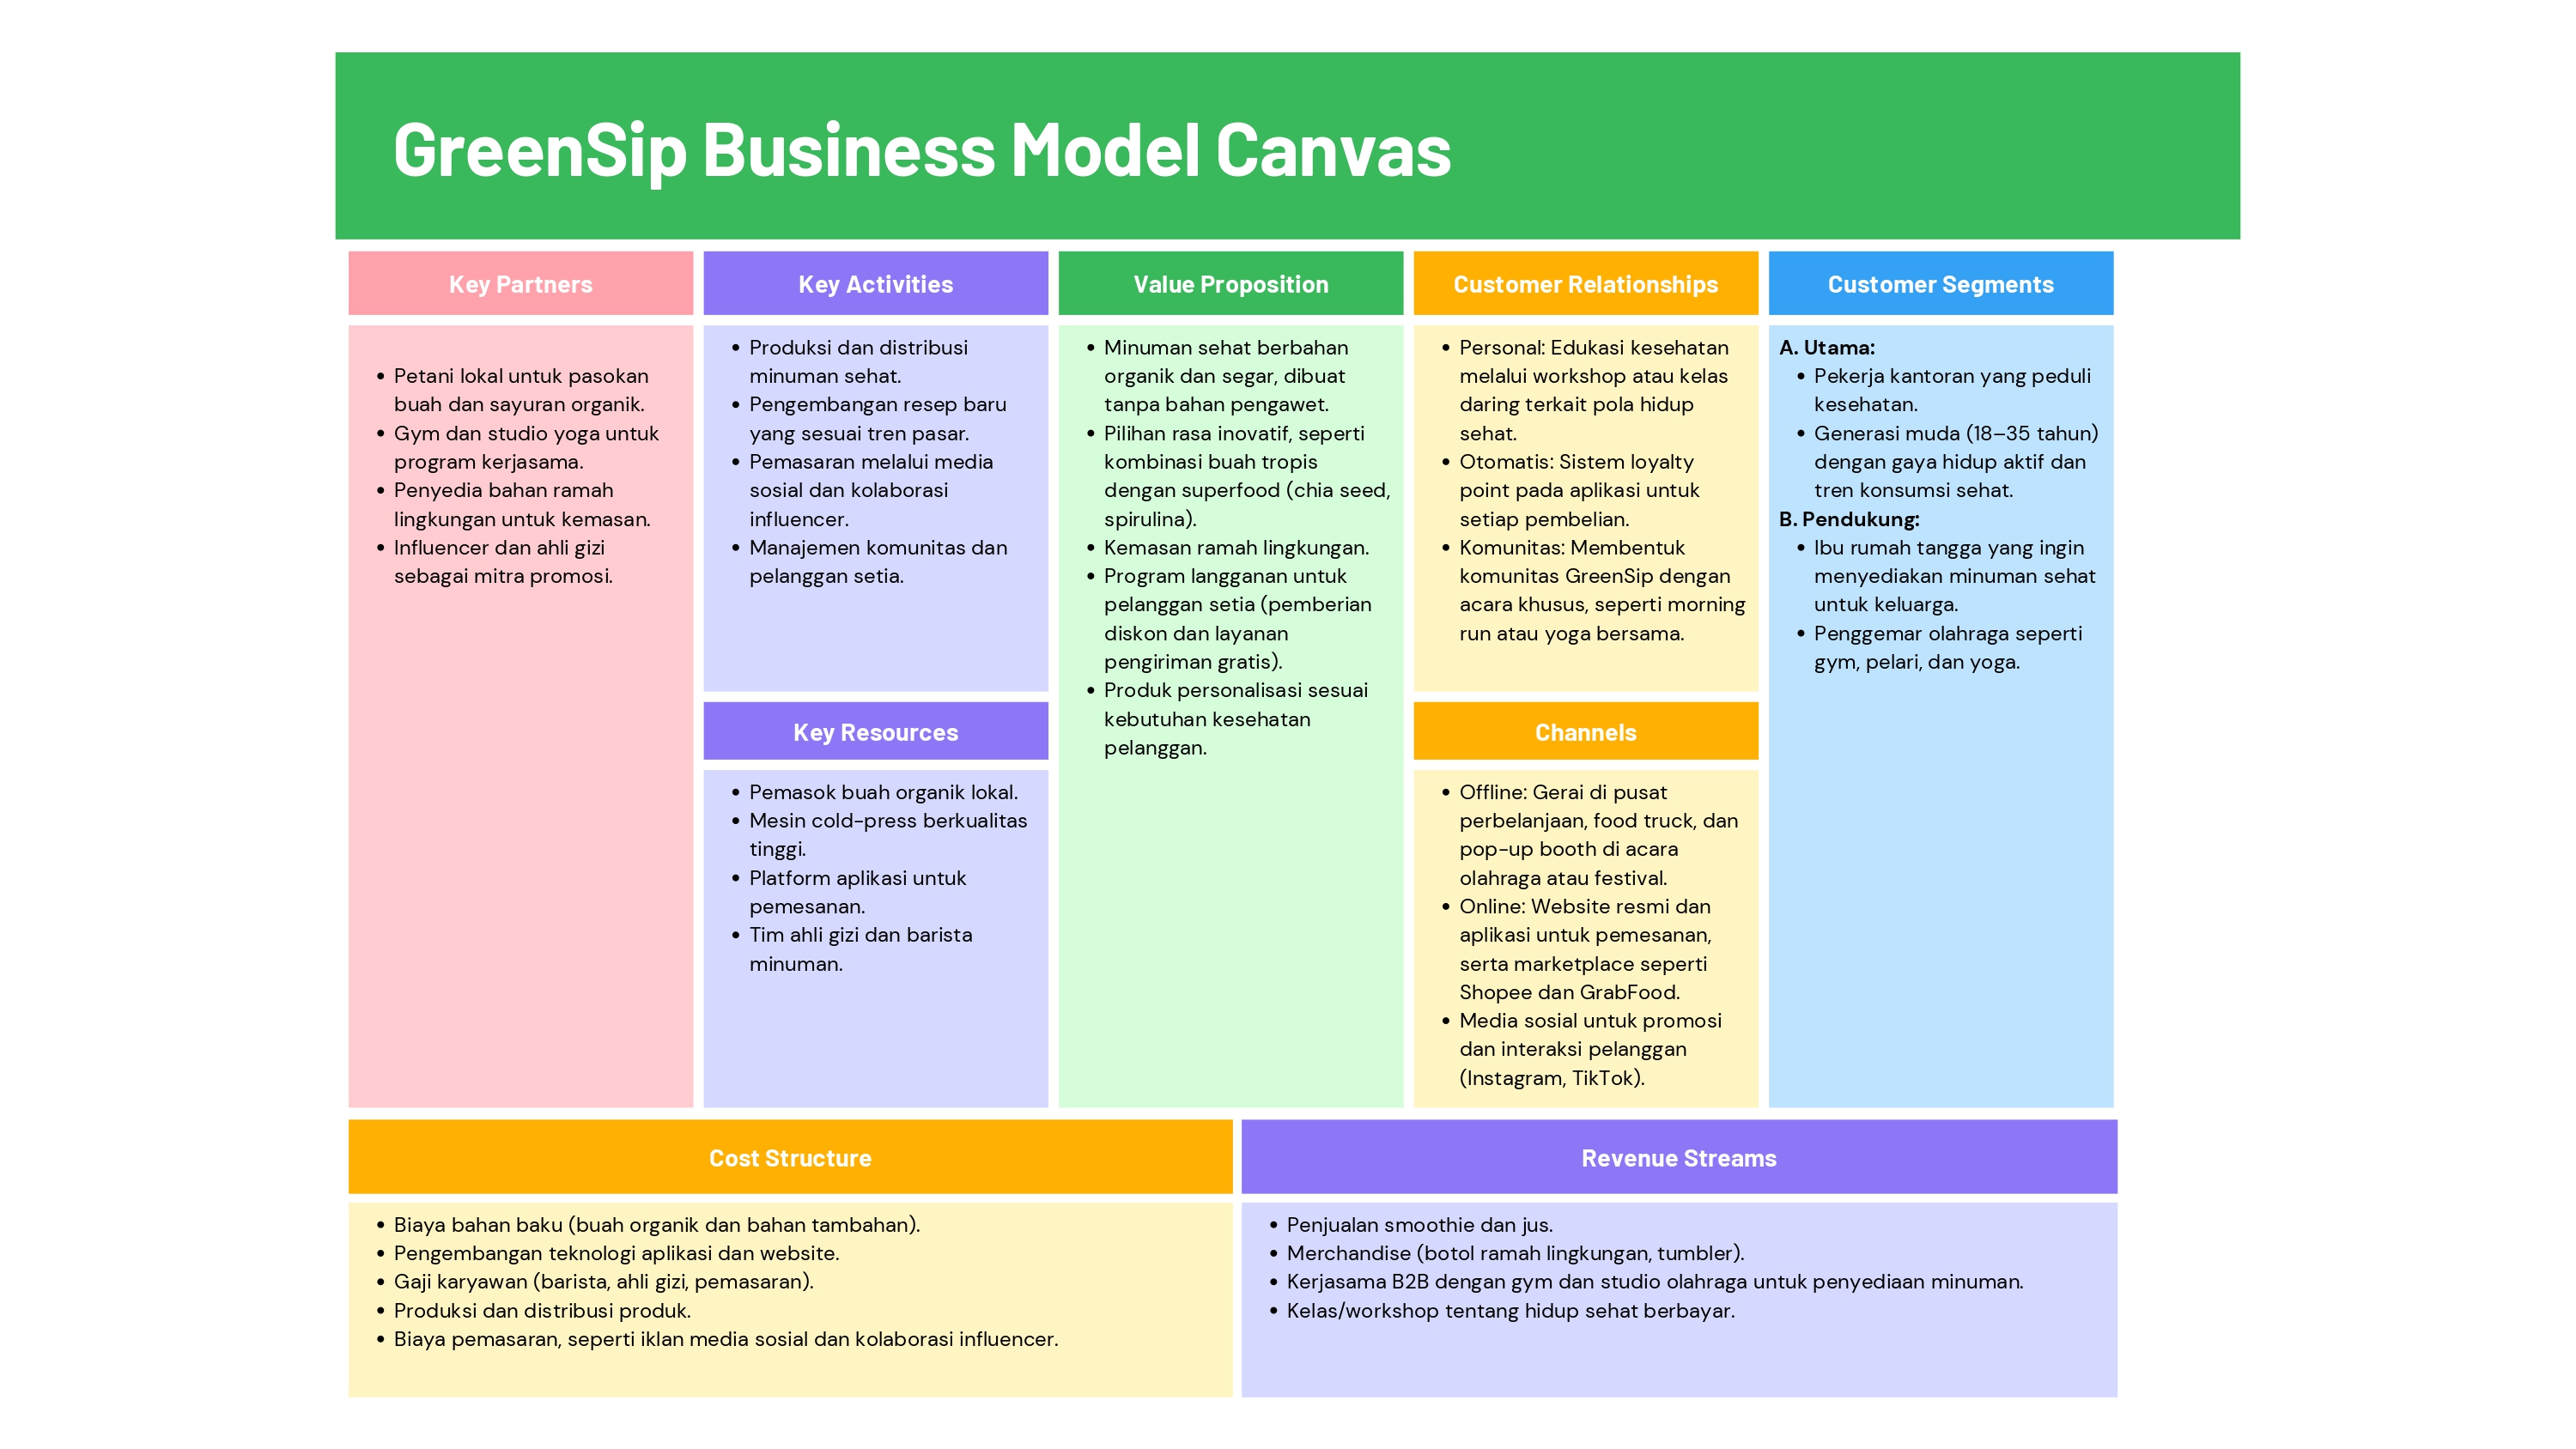 GreenSip Business Model Canvas
Key Partners
• Petani lokal untuk pasokan
buah dan sayuran organik.
• Gym dan studio yoga untuk
program kerjasama.
• Penyedia bahan ramah
lingkungan untuk kemasan.
• Influencer dan ahli gizi
sebagai mitra promosi.
Key Activities
• Produksi dan distribusi
minuman sehat.
• Pengembangan resep baru
yang sesuai tren pasar.
• Pemasaran melalui media
sosial dan kolaborasi
influencer.
• Manajemen komunitas dan
pelanggan setia.
Key Resources
• Pemasok buah organik lokal.
• Mesin cold-press berkualitas
tinggi.
• Platform aplikasi untuk
pemesanan.
• Tim ahli gizi dan barista
minuman.
Value Proposition
• Minuman sehat berbahan
organik dan segar, dibuat
tanpa bahan pengawet.
• Pilihan rasa inovatif, seperti
kombinasi buah tropis
dengan superfood (chia seed,
spirulina).
• Kemasan ramah lingkungan.
• Program langganan untuk
pelanggan setia (pemberian
diskon dan layanan
pengiriman gratis).
• Produk personalisasi sesuai
kebutuhan kesehatan
pelanggan.
Customer Relationships
• Personal: Edukasi kesehatan
melalui workshop atau kelas
daring terkait pola hidup
sehat.
• Otomatis: Sistem loyalty
point pada aplikasi untuk
setiap pembelian.
• Komunitas: Membentuk
komunitas GreenSip dengan
acara khusus, seperti morning
run atau yoga bersama.
Channels
• Offline: Gerai di pusat
perbelanjaan, food truck, dan
pop-up booth di acara
olahraga atau festival.
• Online: Website resmi dan
aplikasi untuk pemesanan,
serta marketplace seperti
Shopee dan GrabFood.
• Media sosial untuk promosi
dan interaksi pelanggan
(Instagram, TikTok).
Customer Segments
A. Utama:
• Pekerja kantoran yang peduli
kesehatan.
• Generasi muda (18–35 tahun)
dengan gaya hidup aktif dan
tren konsumsi sehat.
B. Pendukung:
• Ibu rumah tangga yang ingin
menyediakan minuman sehat
untuk keluarga.
• Penggemar olahraga seperti
gym, pelari, dan yoga.
Cost Structure
• Biaya bahan baku (buah organik dan bahan tambahan).
• Pengembangan teknologi aplikasi dan website.
• Gaji karyawan (barista, ahli gizi, pemasaran).
• Produksi dan distribusi produk.
• Biaya pemasaran, seperti iklan media sosial dan kolaborasi influencer.
Revenue Streams
• Penjualan smoothie dan jus.
• Merchandise (botol ramah lingkungan, tumbler).
• Kerjasama B2B dengan gym dan studio olahraga untuk penyediaan minuman.
• Kelas/workshop tentang hidup sehat berbayar.